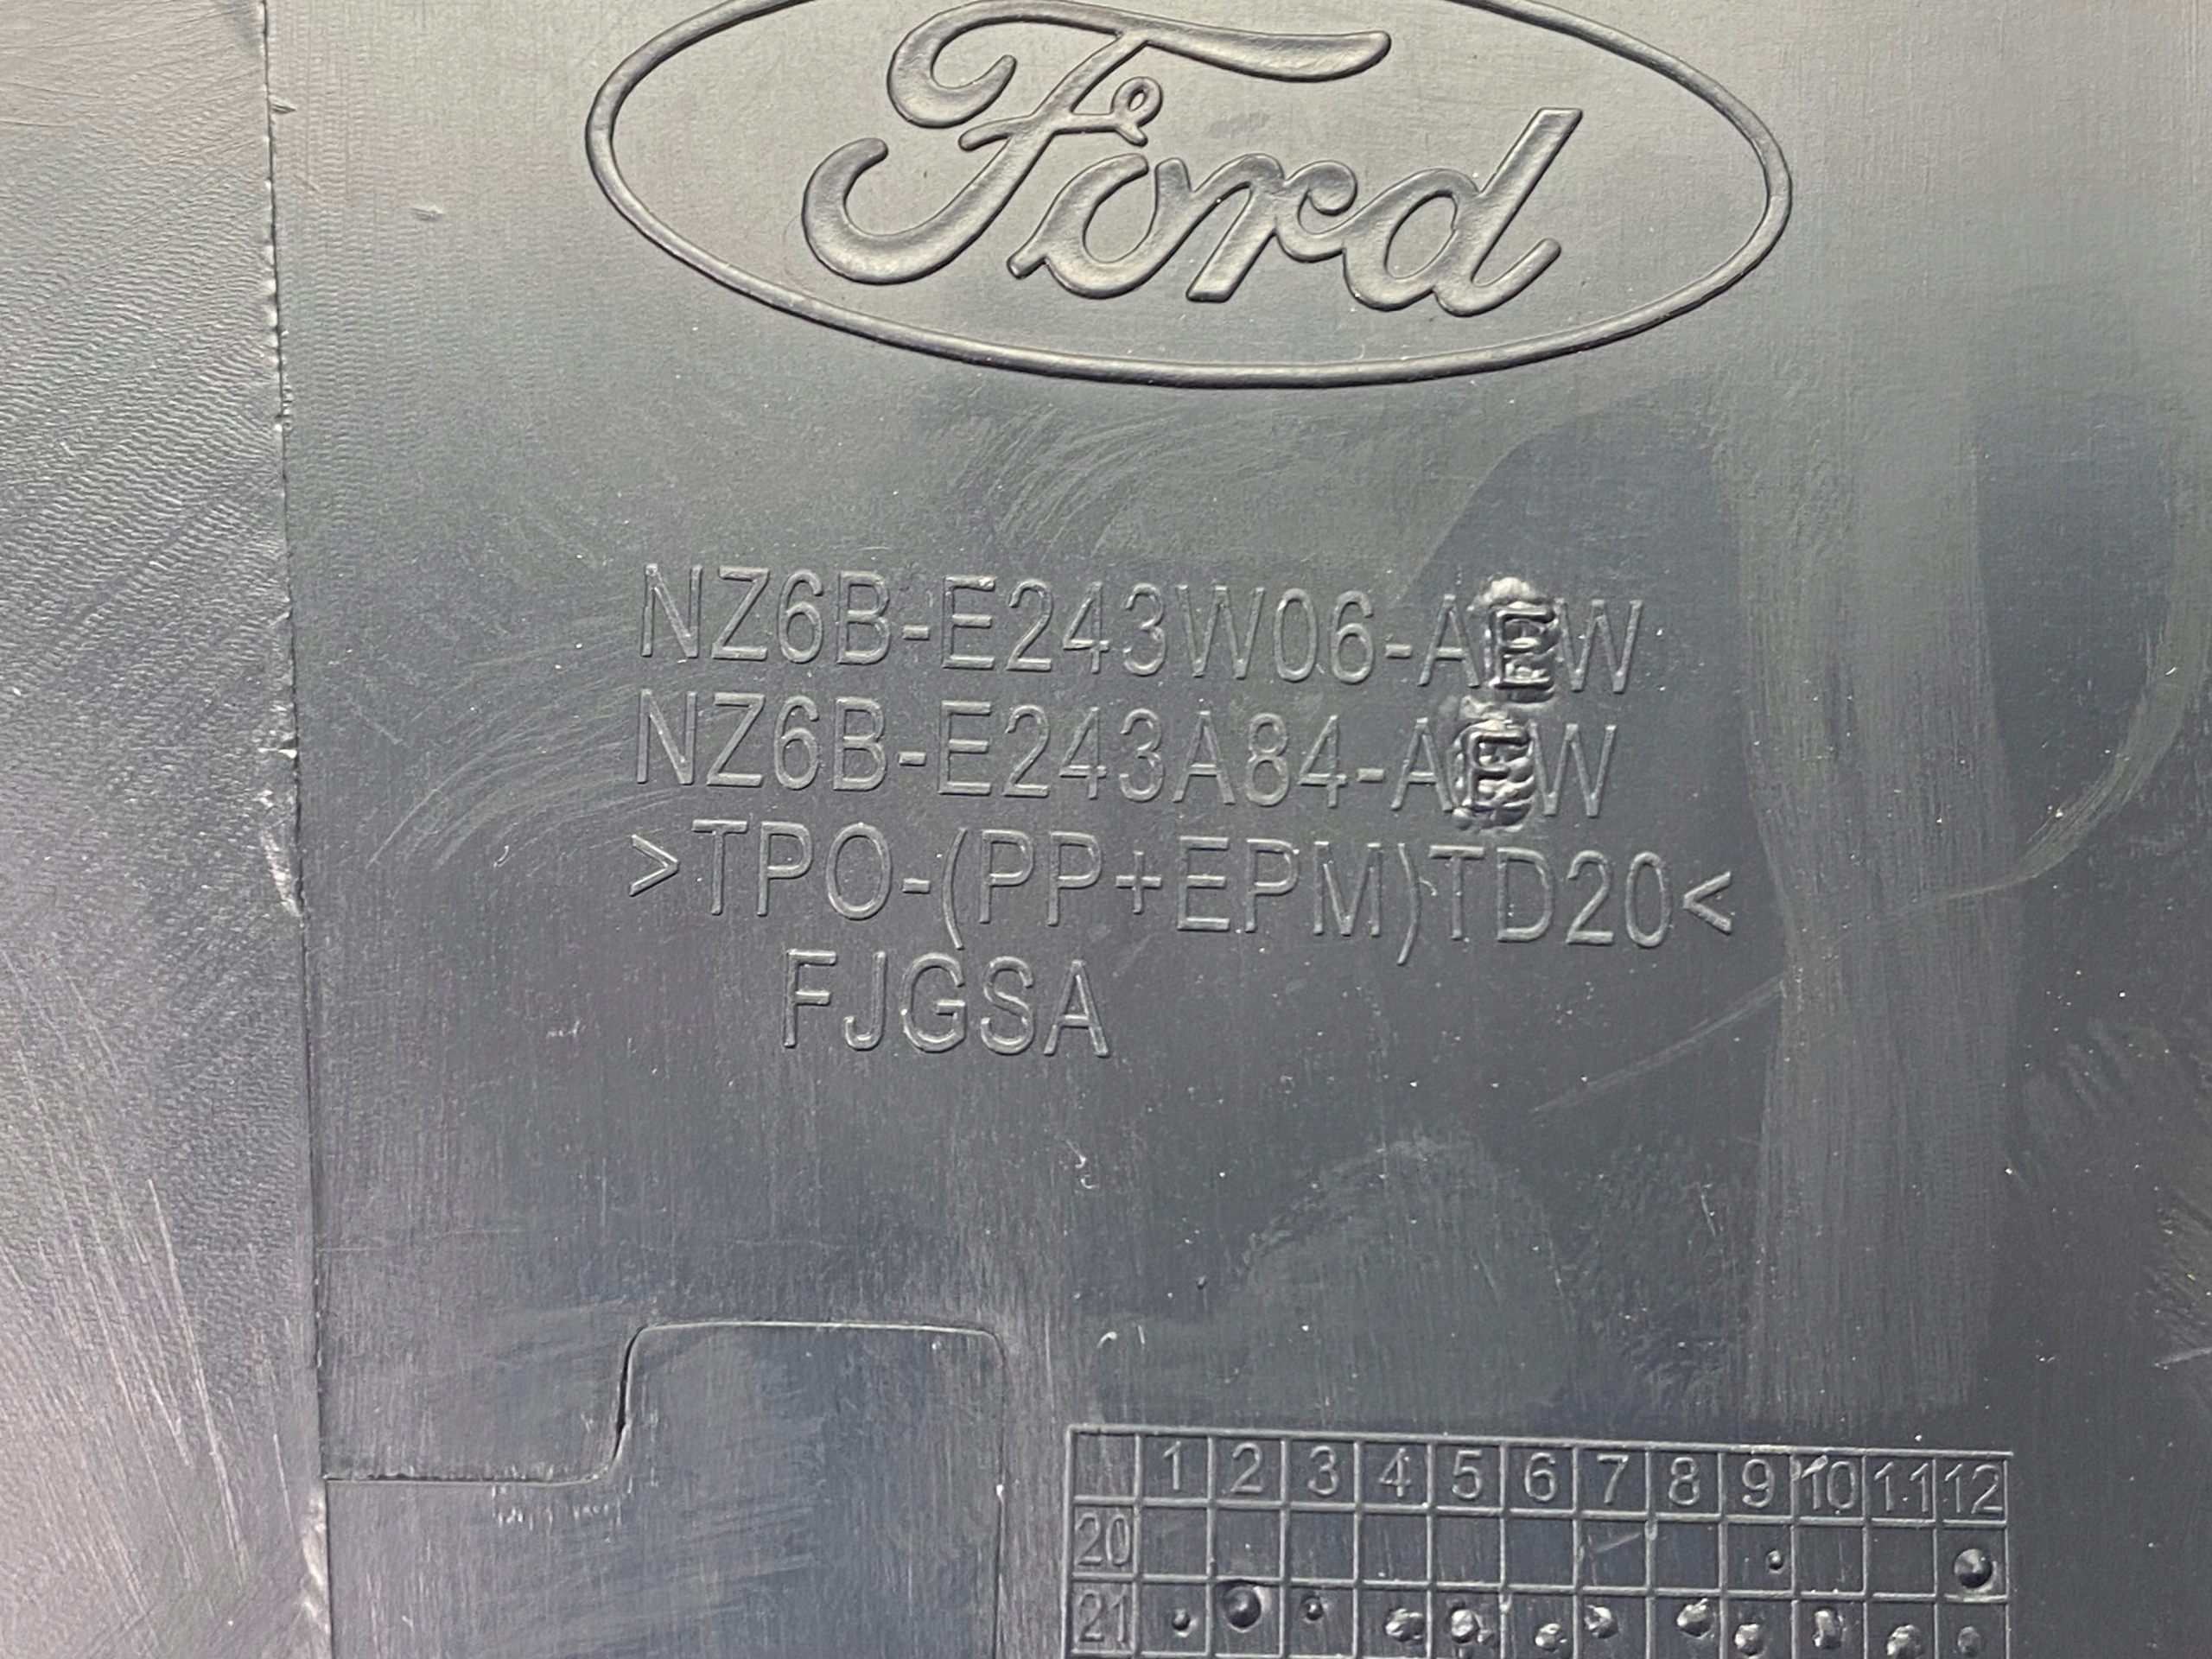 Ford
NZ6B-E243W06-AEW
NZ6B-E243A84-AEW
>TPO-(PP+EPM)TD20<
FJGSA
1 2 3 4 5 6 7 8 9 10 11 12
20
21